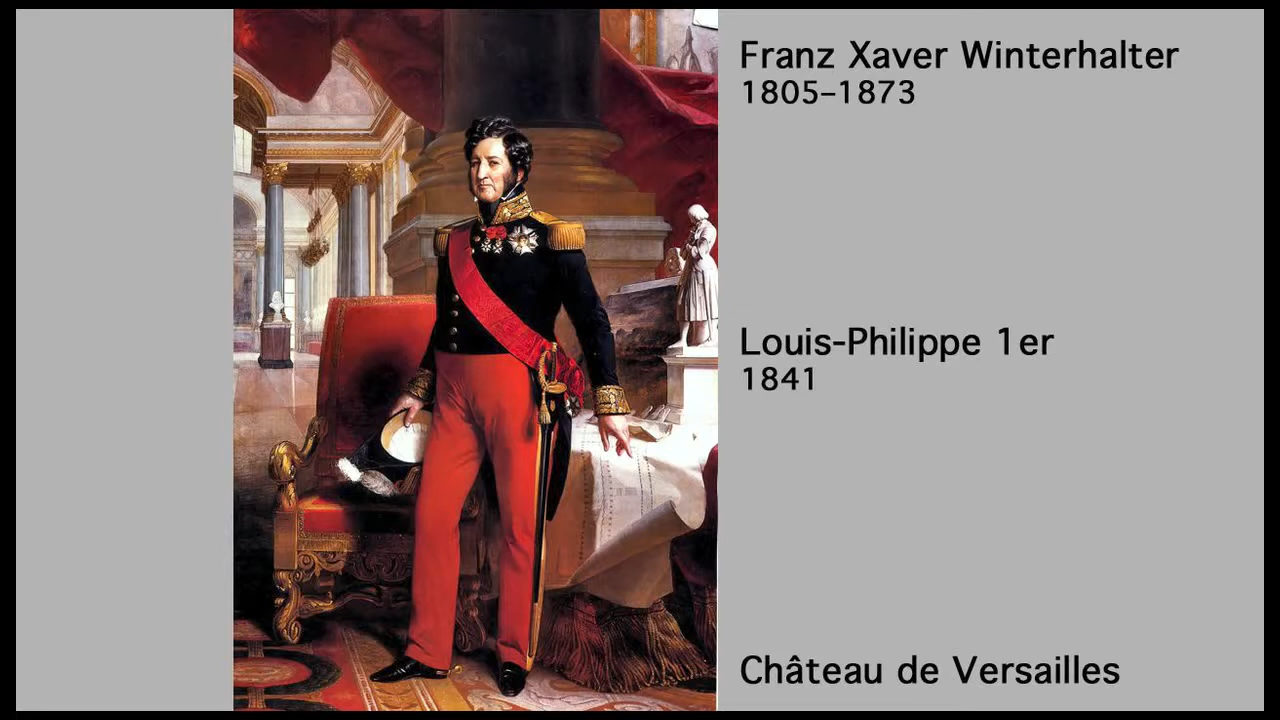 Franz Xaver Winterhalter
1805–1873
Louis-Philippe 1er
1841
Château de Versailles